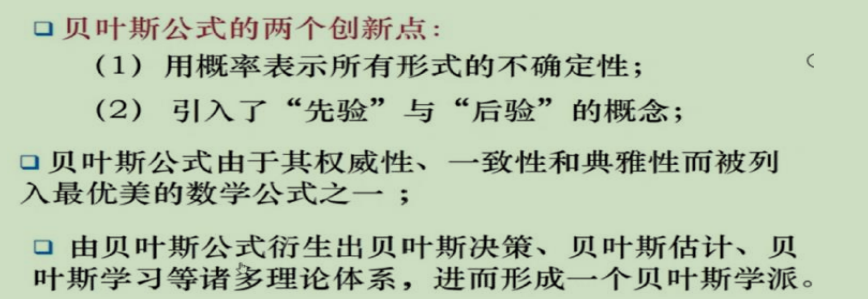 □ 贝叶斯公式的两个创新点：
（1）用概率表示所有形式的不确定性；
（2）引入了“先验”与“后验”的概念；
□ 贝叶斯公式由于其权威性、一致性和典雅性而被列
入最优美的数学公式之一；
□ 由贝叶斯公式衍生出贝叶斯决策、贝叶斯估计、贝
叶斯学习等诸多理论体系，进而形成一个贝叶斯学派。